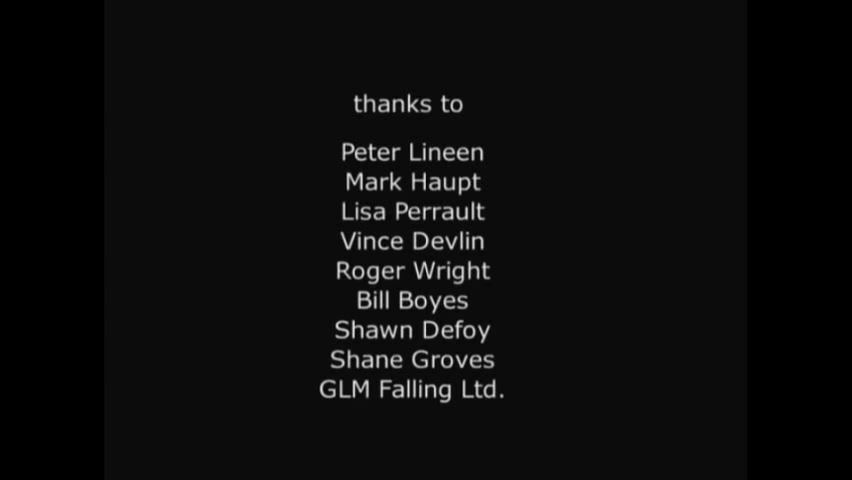 thanks to
Peter Lineen
Mark Haupt
Lisa Perrault
Vince Devlin
Roger Wright
Bill Boyes
Shawn Defoy
Shane Groves
GLM Falling Ltd.